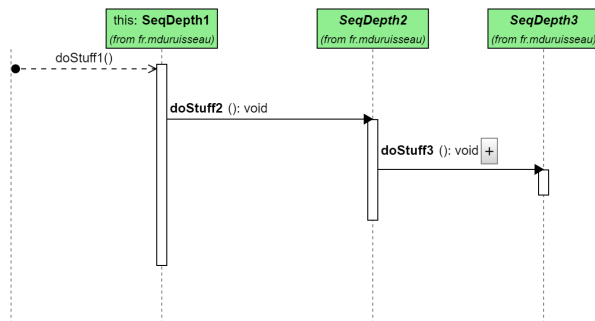 this: SeqDepth1
(from fr.mduruisseau)
SeqDepth2
(from fr.mduruisseau)
SeqDepth3
(from fr.mduruisseau)
doStuff1()
doStuff2 (): void
doStuff3 (): void +